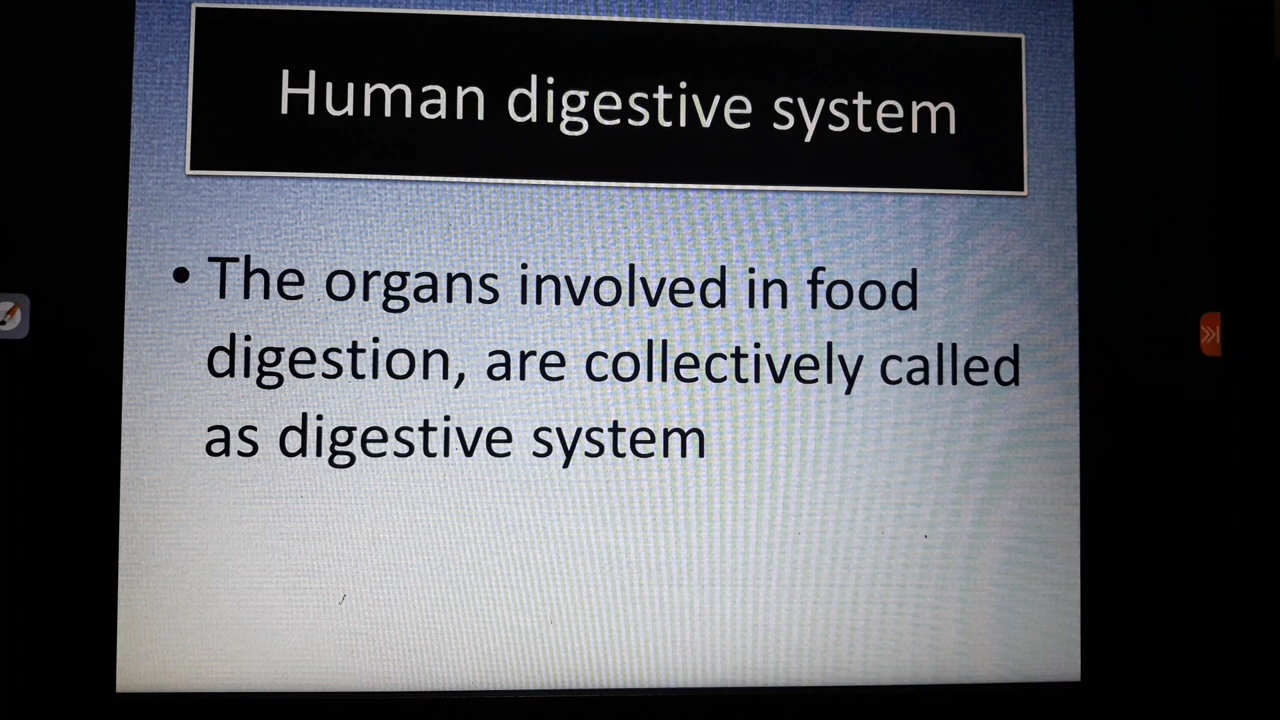 Human digestive system
• The organs involved in food
digestion, are collectively called
as digestive system